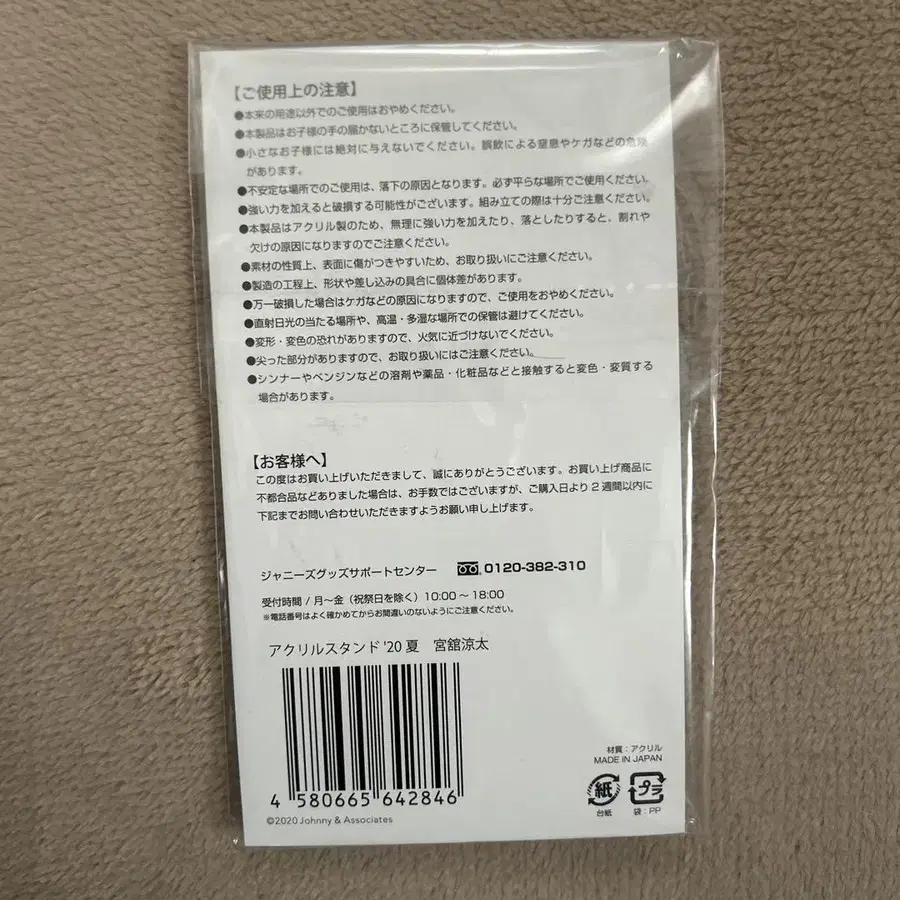 【ご使用上の注意】
●本来の用途以外でのご使用はおやめください。
●本製品はお子様の手の届かないところに保管してください。
●小さなお子様には絶対に与えないでください。誤飲による窒息やケガなどの危険
があります。
●不安定な場所でのご使用は、落下の原因となります。必ず平らな場所でご使用ください。
●強い力を加えると破損する可能性がございます。組み立ての際は十分ご注意ください。
●本製品はアクリル製のため、無理に強い力を加えたり、落としたりすると、割れや
欠けの原因になりますのでご注意ください。
●素材の性質上、表面に傷がつきやすいため、お取り扱いにご注意ください。
●製造の工程上、形状や差し込みの具合に個体差があります。
●万一破損した場合はケガなどの原因になりますので、ご使用をおやめください。
●直射日光の当たる場所や、高温・多湿な場所での保管は避けてください。
●変形・変色の恐れがありますので、火気に近づけないでください。
●尖った部分がありますので、お取り扱いにはご注意ください。
●シンナーやベンジンなどの溶剤や薬品・化粧品などと接触すると変色・変質する
場合があります。
【お客様へ】
この度はお買い上げいただきまして、誠にありがとうございます。お買い上げ商品に
不都合品などありました場合は、お手数ではございますが、ご購入日より2週間以内に
下記までお問い合わせいただきますようお願い申し上げます。
ジャニーズグッズサポートセンター 0120-382-310
受付時間 / 月～金（祝祭日を除く）10:00～18:00
※電話番号はよく確かめてからお間違いのないようにご注意ください。
アクリルスタンド '20 夏 宮舘涼太
4 580665 642846
©2020 Johnny & Associates
材質：アクリル
MADE IN JAPAN
紙 プラ
台紙 袋：PP